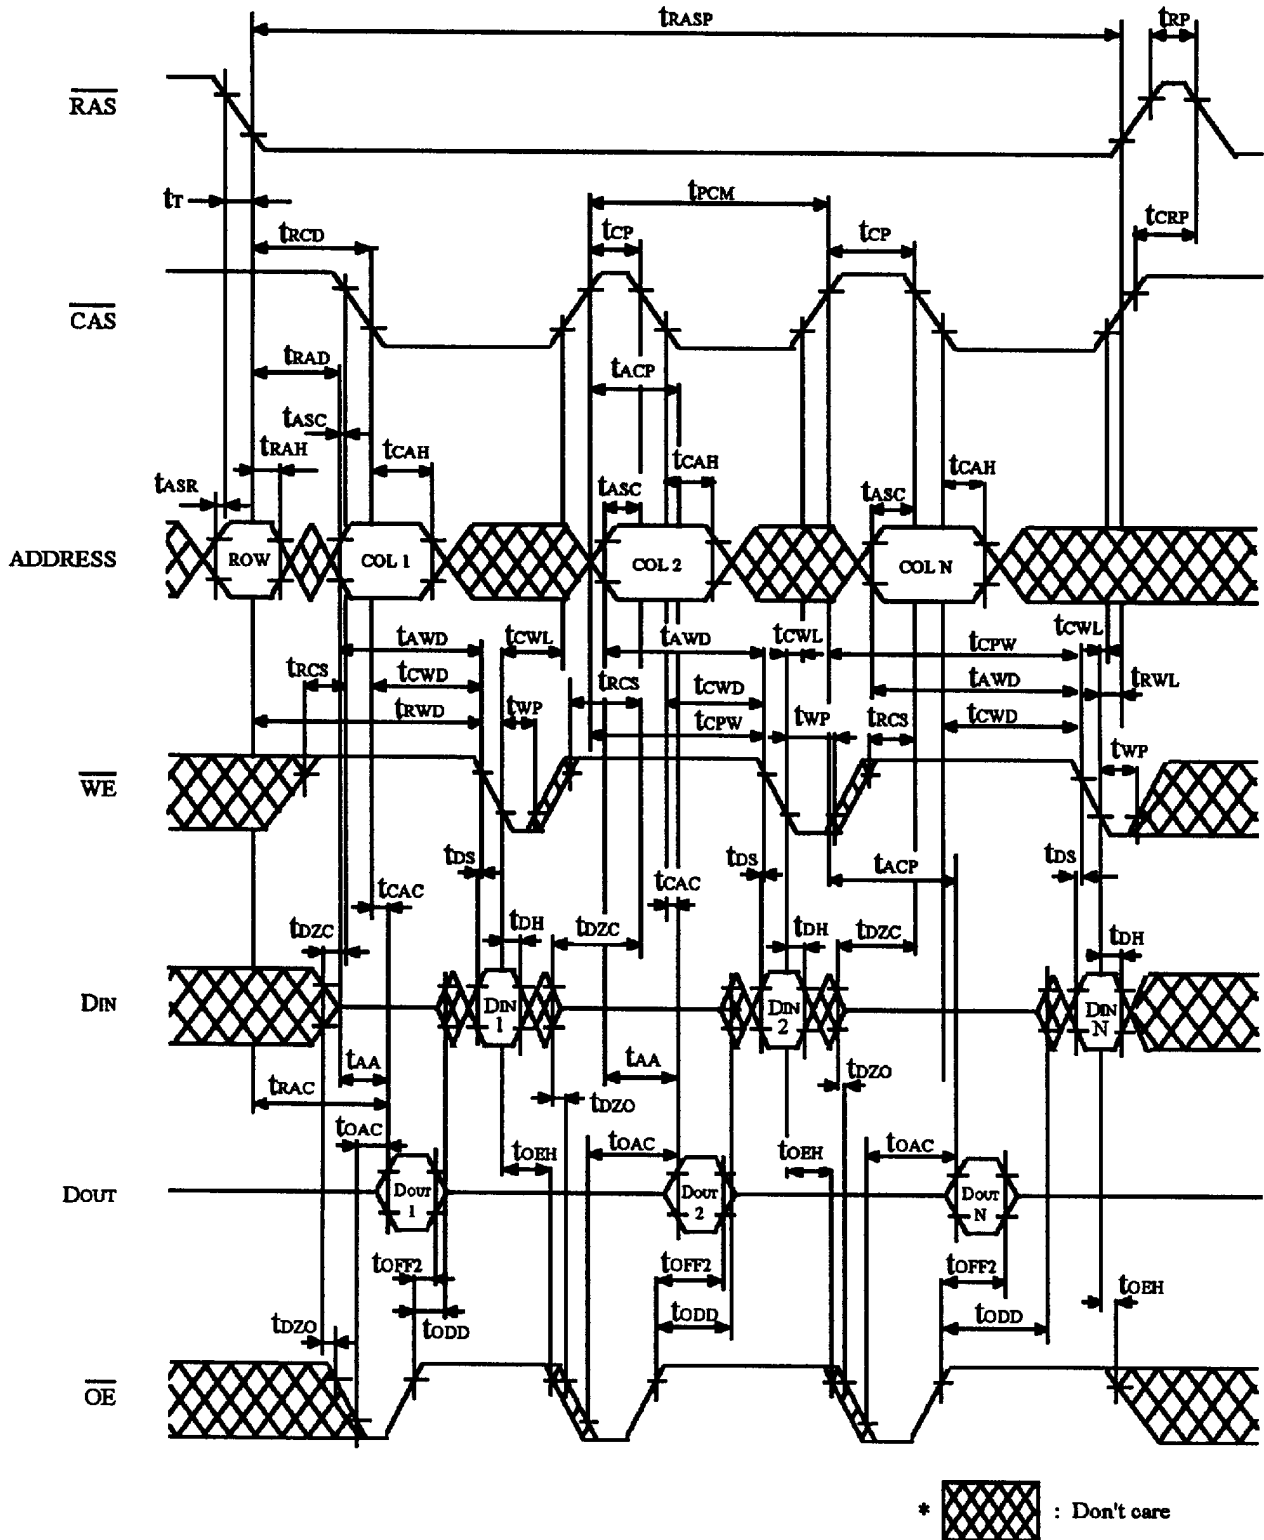 tRASP
tRP
RAS
tT
tPCM
tRCD
tCP
tCP
tCRP
CAS
tRAD
tACP
tASC
tRAH
tCAH
tCAH
tCAH
tASR
tASC
tASC
ADDRESS
ROW
COL 1
COL 2
COL N
tAWD
tCWL
tAWD
tCWL
tCPW
tCWL
tRCS
tCWD
tRCS
tCWD
tAWD
tRWL
tRWD
tWP
tCPW
tWP
tRCS
tCWD
tWP
WE
tDS
tCAC
tDS
tCAC
tACP
tDS
tDZC
tDH
tDZC
tDH
tDZC
tDH
DIN
DIN 1
DIN 2
DIN N
tAA
tRAC
tAA
tDZO
tDZO
tOAC
tOEH
tOAC
tOEH
tOAC
DOUT
DOUT 1
DOUT 2
DOUT N
tOFF2
tOFF2
tOFF2
tOEH
tDZO
tODD
tODD
tODD
OE
* : Don't care